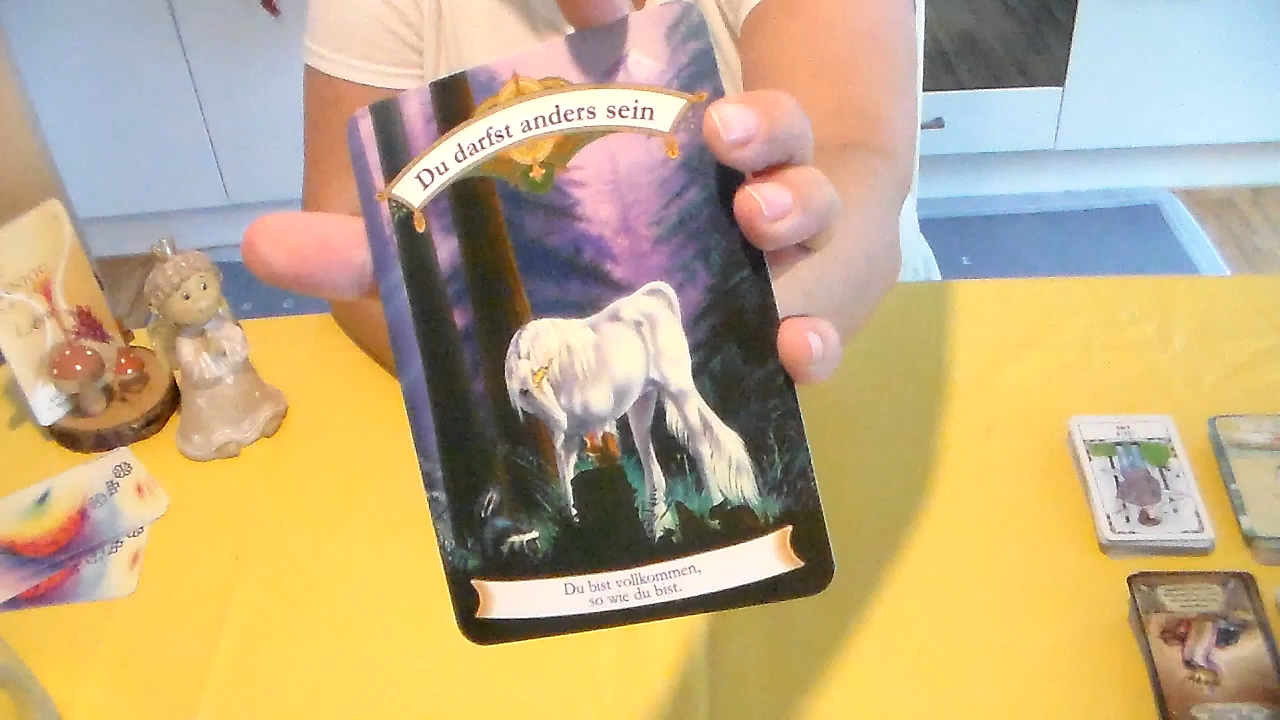 Du darfst anders sein
Du bist vollkommen,
so wie du bist.